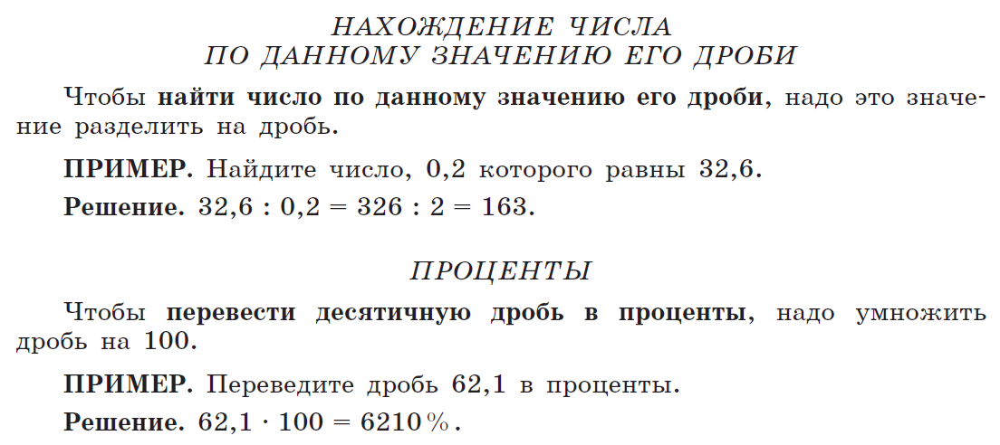 НАХОЖДЕНИЕ ЧИСЛА
ПО ДАННОМУ ЗНАЧЕНИЮ ЕГО ДРОБИ
Чтобы найти число по данному значению его дроби, надо это значе-
ние разделить на дробь.
ПРИМЕР. Найдите число, 0,2 которого равны 32,6.
Решение. 32,6 : 0,2 = 326 : 2 = 163.
ПРОЦЕНТЫ
Чтобы перевести десятичную дробь в проценты, надо умножить
дробь на 100.
ПРИМЕР. Переведите дробь 62,1 в проценты.
Решение. 62,1 · 100 = 6210 %.